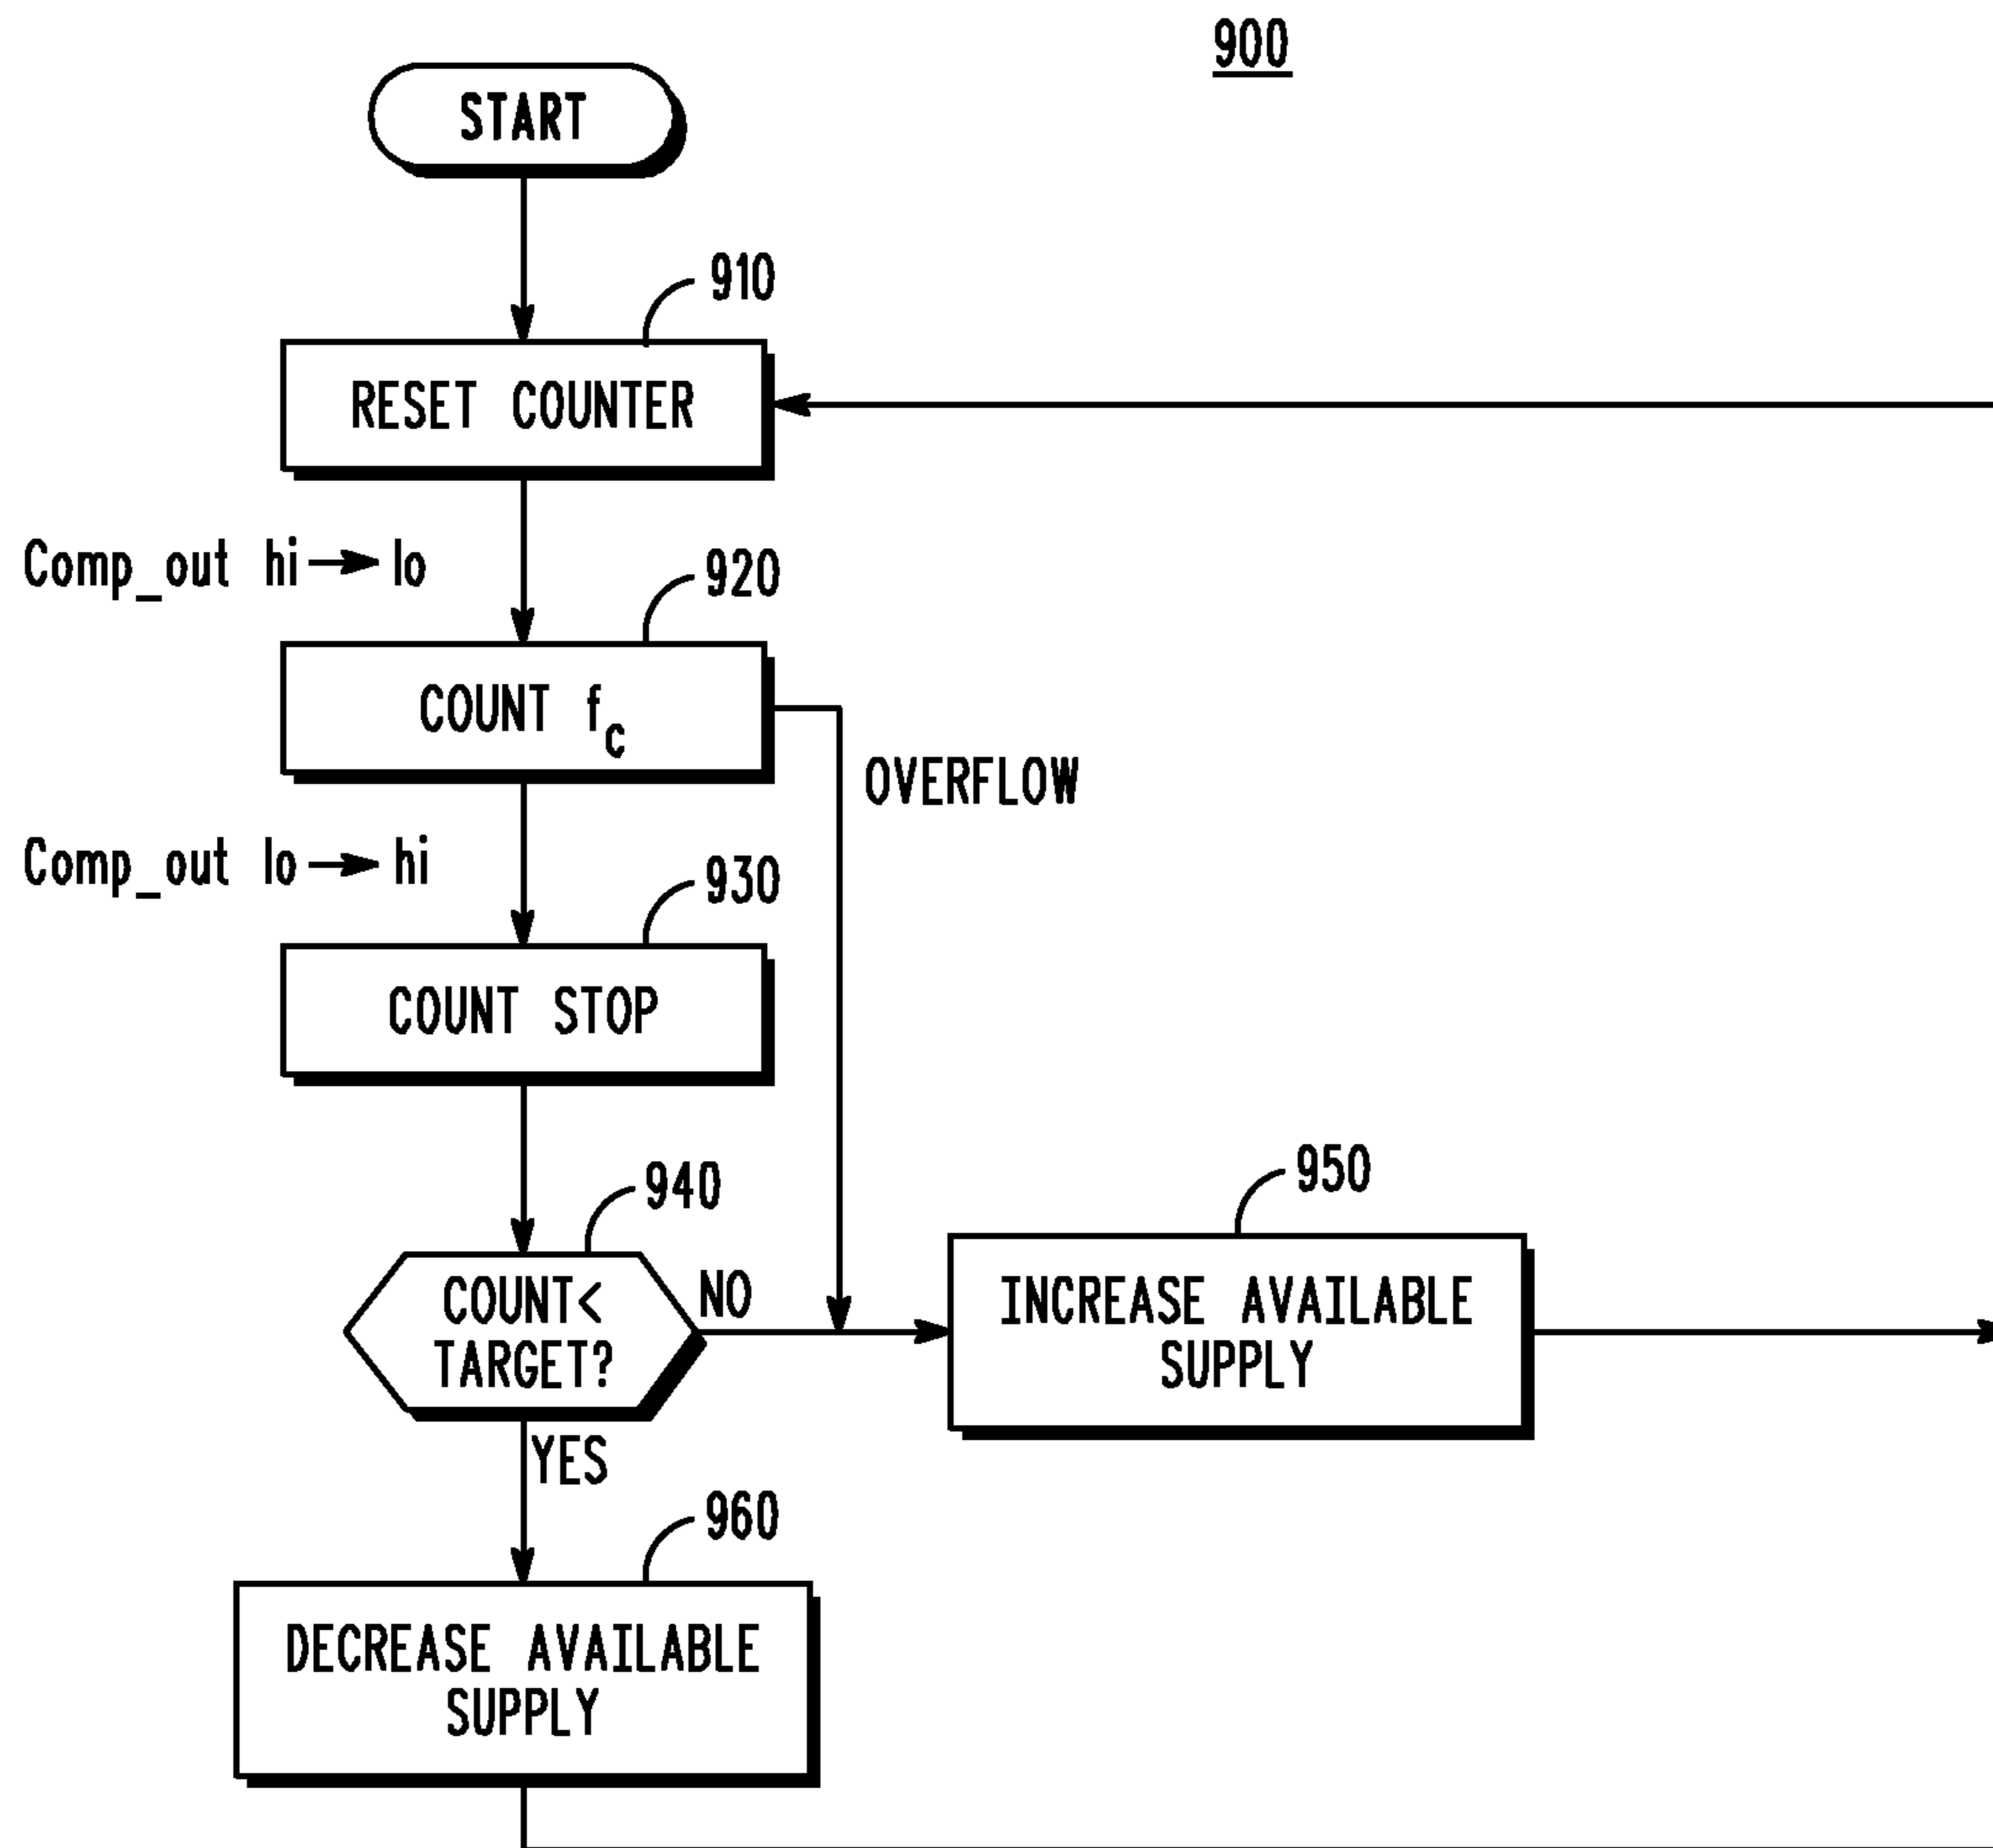 900
START
910
RESET COUNTER
Comp_out hi → lo
920
COUNT fc
OVERFLOW
Comp_out lo → hi
930
COUNT STOP
940
COUNT<
TARGET?
NO
950
INCREASE AVAILABLE
SUPPLY
YES
960
DECREASE AVAILABLE
SUPPLY